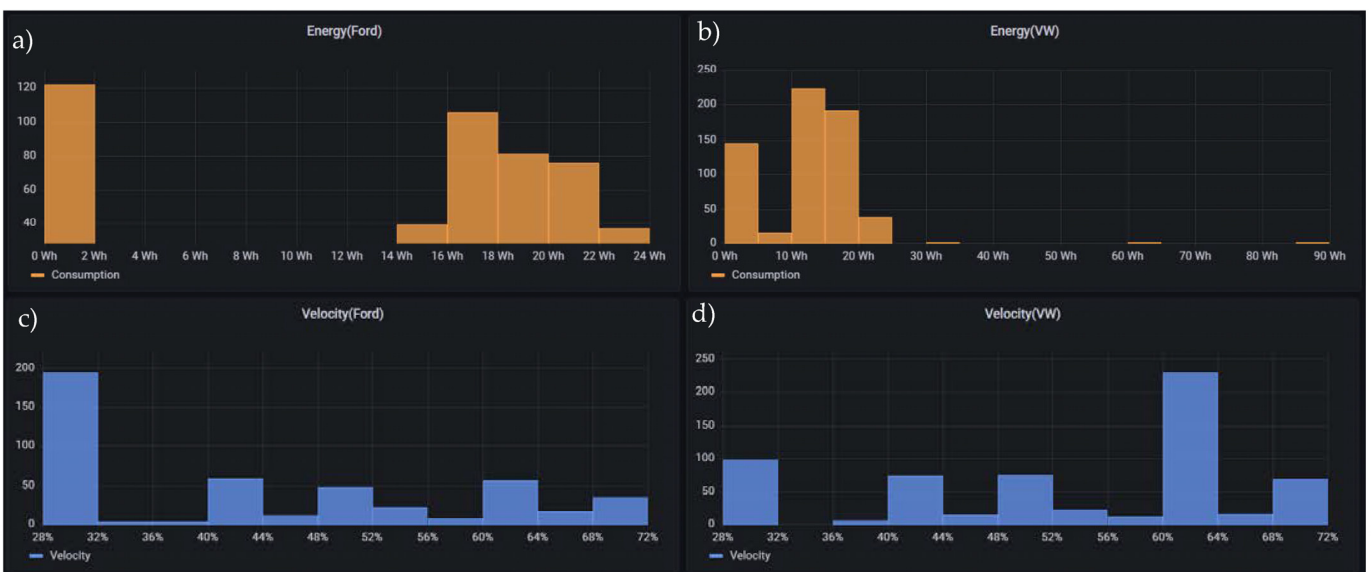 a)
Energy(Ford)
120
100
80
60
40
0 Wh 2 Wh 4 Wh 6 Wh 8 Wh 10 Wh 12 Wh 14 Wh 16 Wh 18 Wh 20 Wh 22 Wh 24 Wh
Consumption
b)
Energy(VW)
250
200
150
100
50
0
0 Wh 10 Wh 20 Wh 30 Wh 40 Wh 50 Wh 60 Wh 70 Wh 80 Wh 90 Wh
Consumption
c)
Velocity(Ford)
200
150
100
50
0
28% 32% 36% 40% 44% 48% 52% 56% 60% 64% 68% 72%
Velocity
d)
Velocity(VW)
250
200
150
100
50
0
28% 32% 36% 40% 44% 48% 52% 56% 60% 64% 68% 72%
Velocity